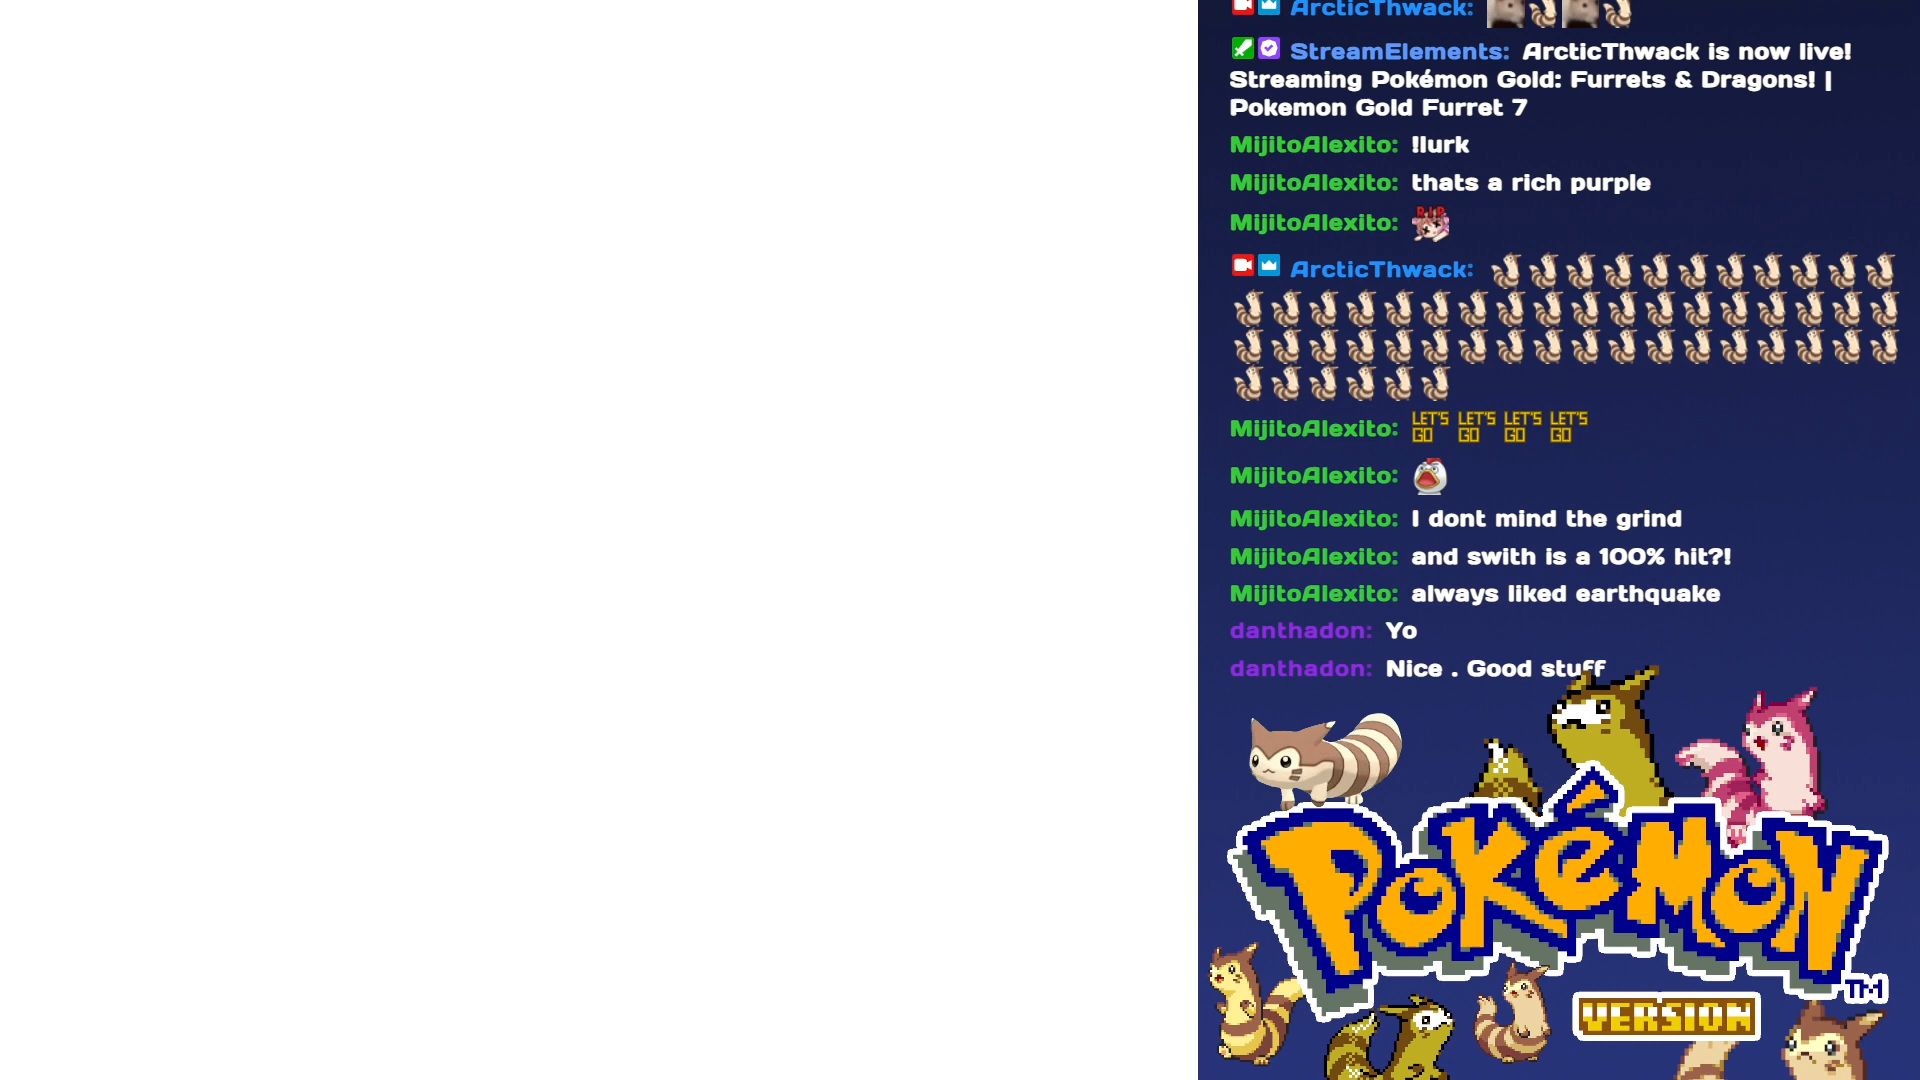 ArcticThwack:
StreamElements: ArcticThwack is now live!
Streaming Pokémon Gold: Furrets & Dragons! |
Pokemon Gold Furret 7
MijitoAlexito: !lurk
MijitoAlexito: thats a rich purple
MijitoAlexito: RIP
ArcticThwack:
MijitoAlexito: LET'S GO LET'S GO LET'S GO LET'S GO
MijitoAlexito:
MijitoAlexito: I dont mind the grind
MijitoAlexito: and swith is a 100% hit?!
MijitoAlexito: always liked earthquake
danthadon: Yo
danthadon: Nice . Good stuff
POKéMON
TM
VERSION